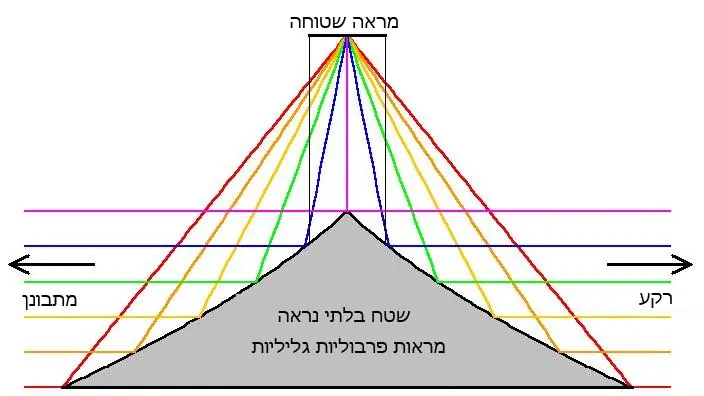 מראה שטוחה
מתבונן
רקע
שטח בלתי נראה
מראות פרבוליות גליליות